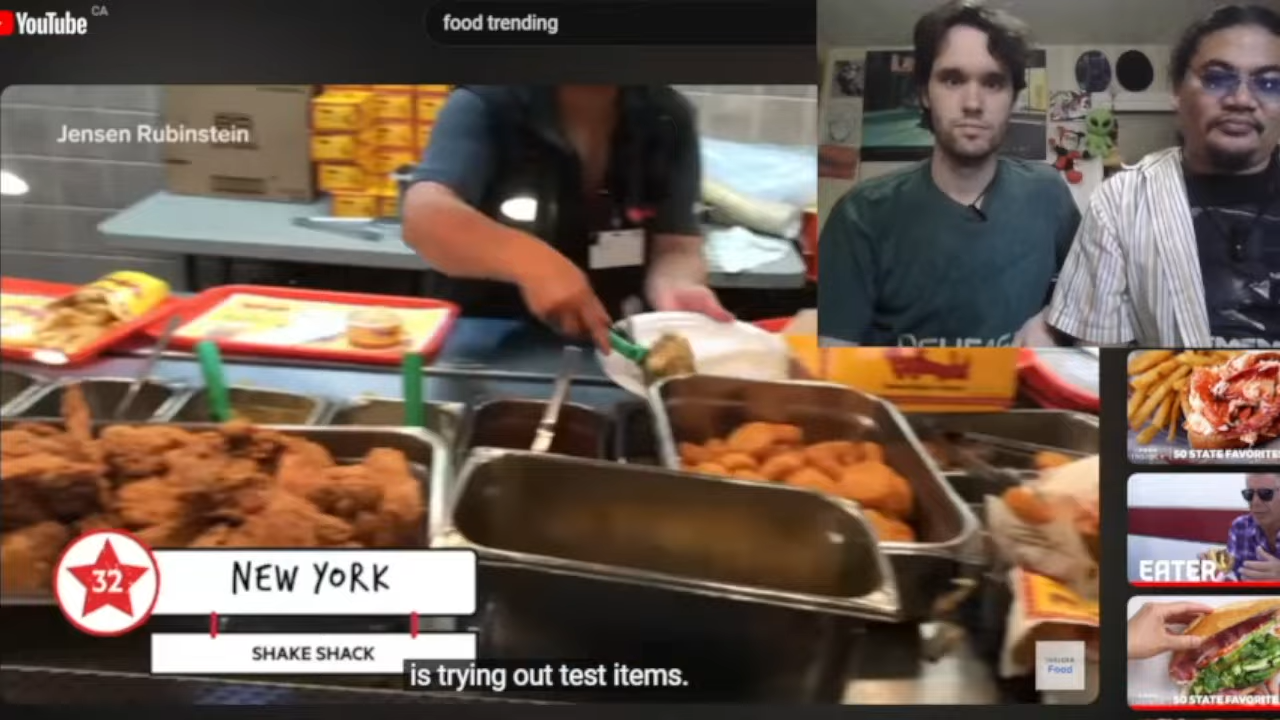 YouTube CA
food trending
Jensen Rubinstein
32
NEW YORK
SHAKE SHACK
is trying out test items.
Food
50 STATE FAVORITE
EATER
50 STATE FAVORITES